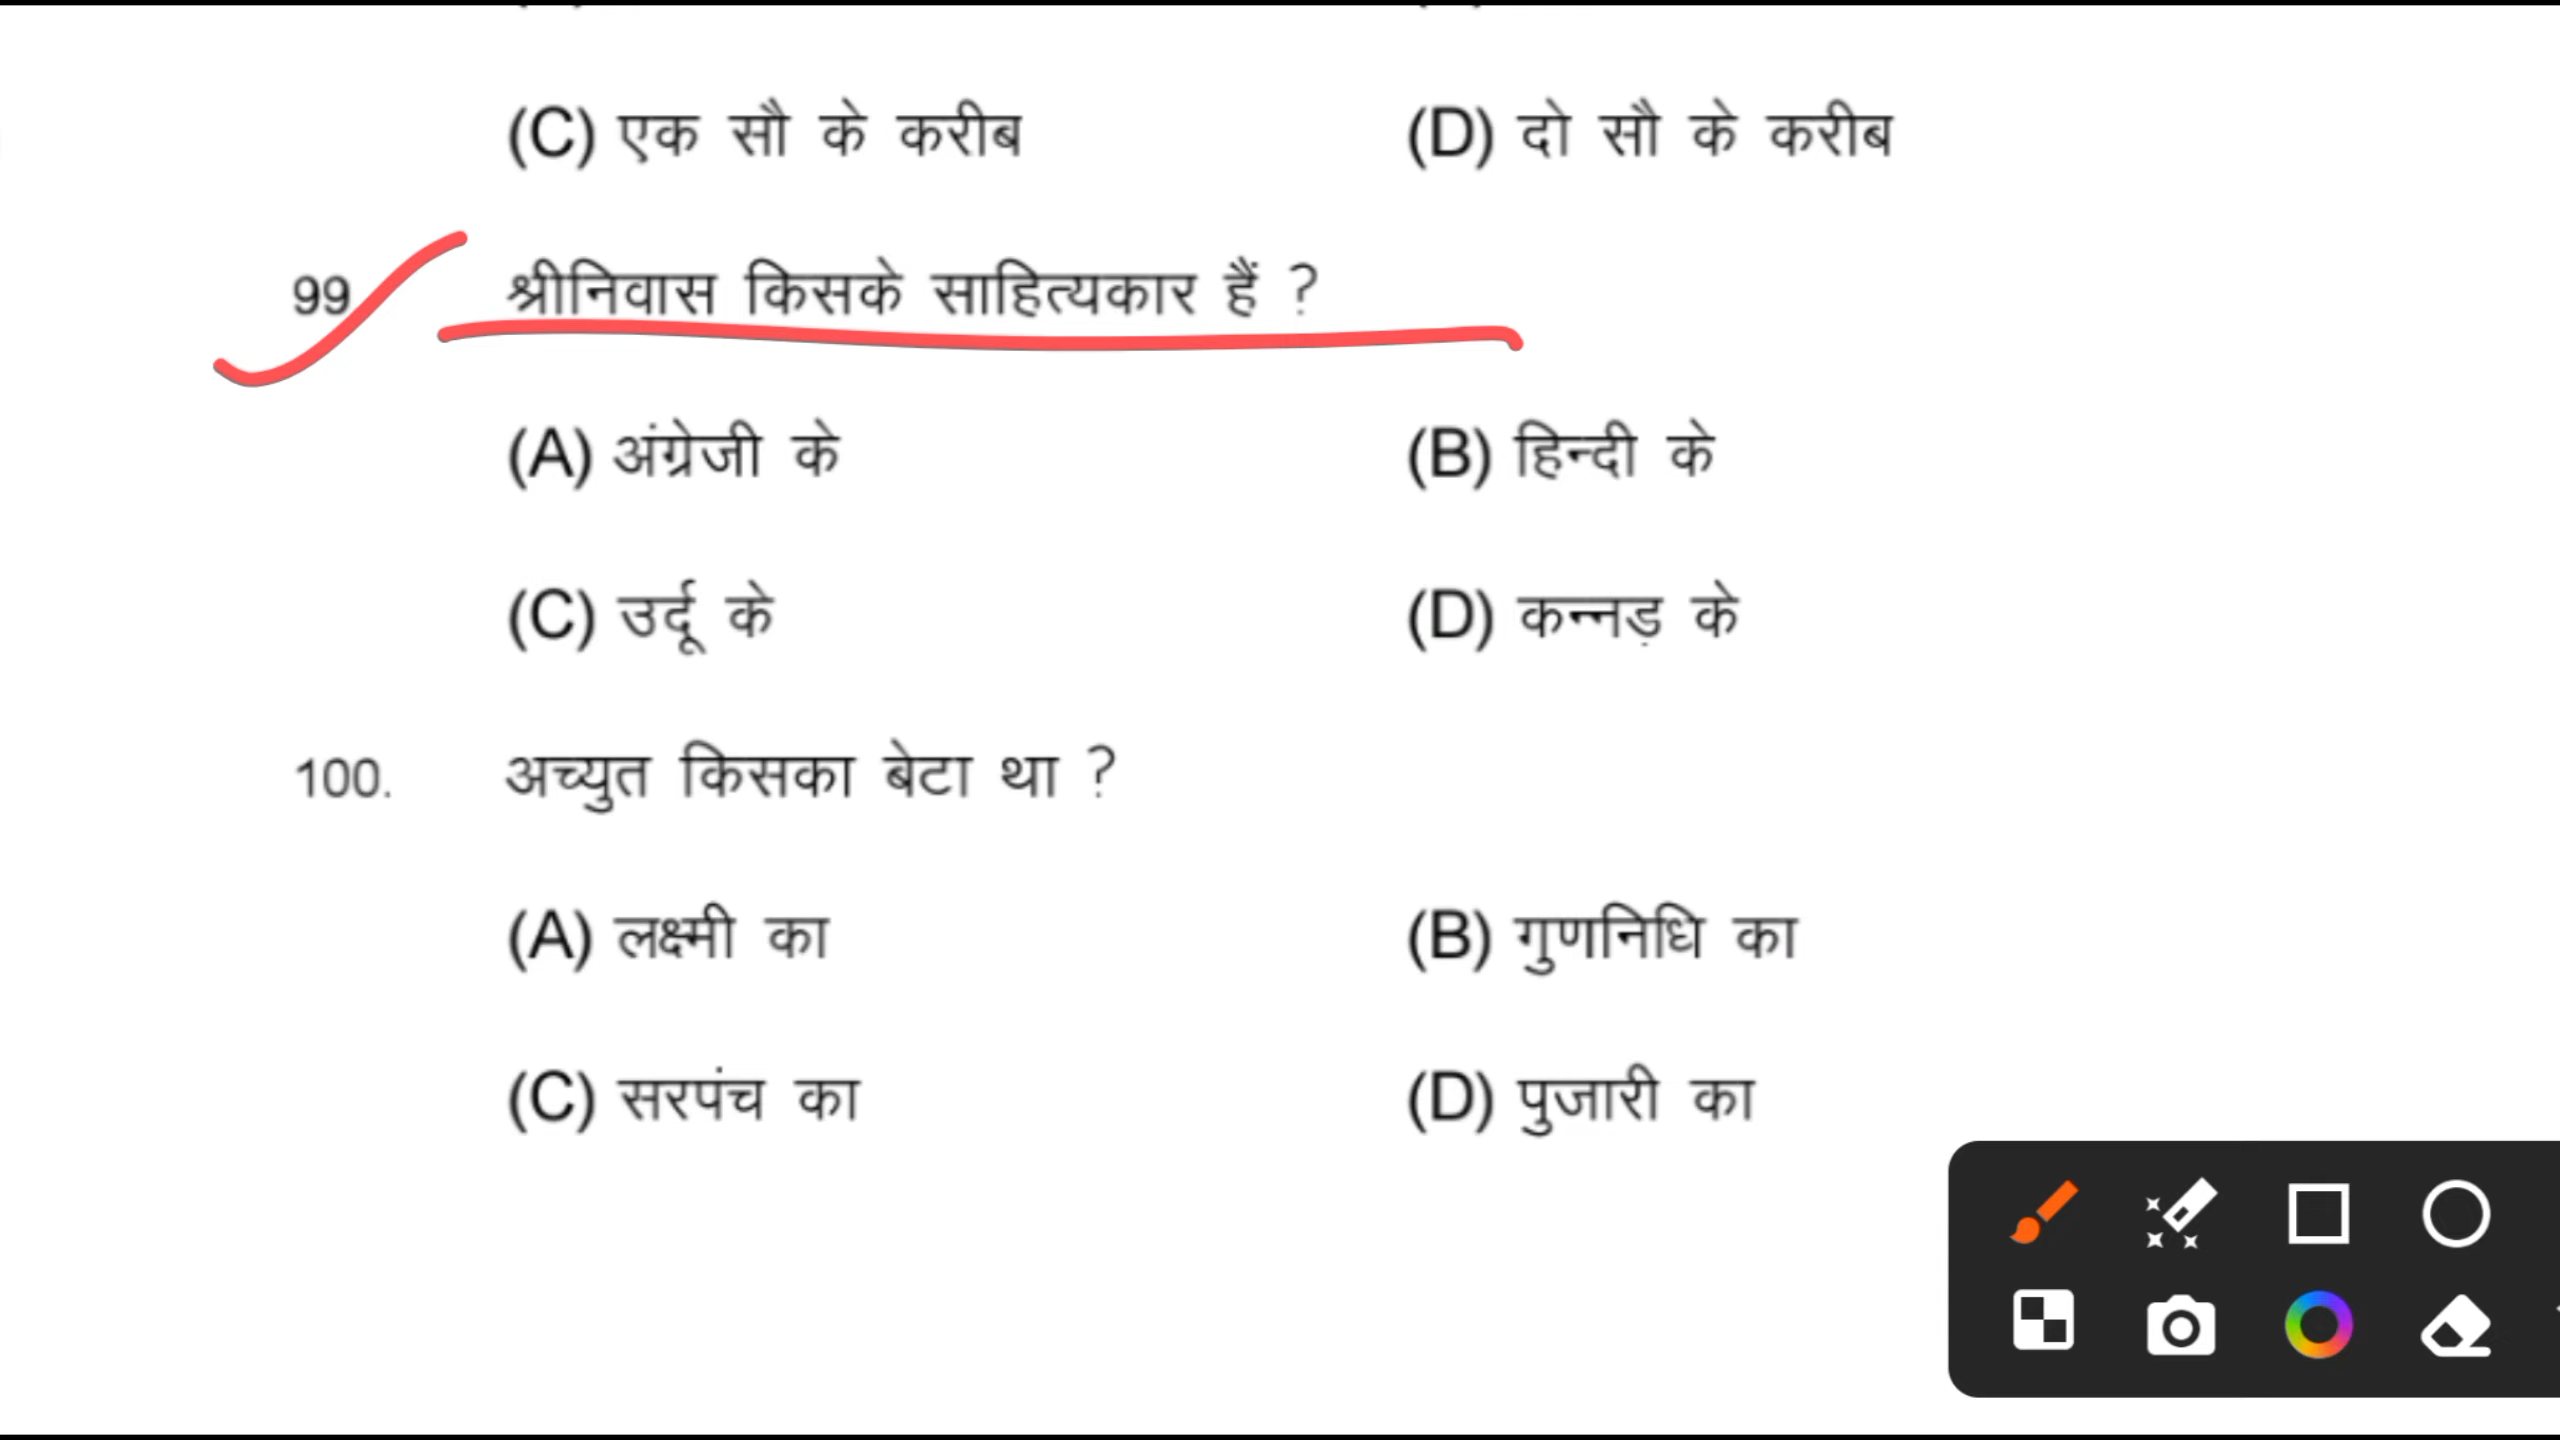 (C) एक सौ के करीब (D) दो सौ के करीब
99 श्रीनिवास किसके साहित्यकार हैं ?
(A) अंग्रेजी के (B) हिन्दी के
(C) उर्दू के (D) कन्नड़ के
100. अच्युत किसका बेटा था ?
(A) लक्ष्मी का (B) गुणनिधि का
(C) सरपंच का (D) पुजारी का